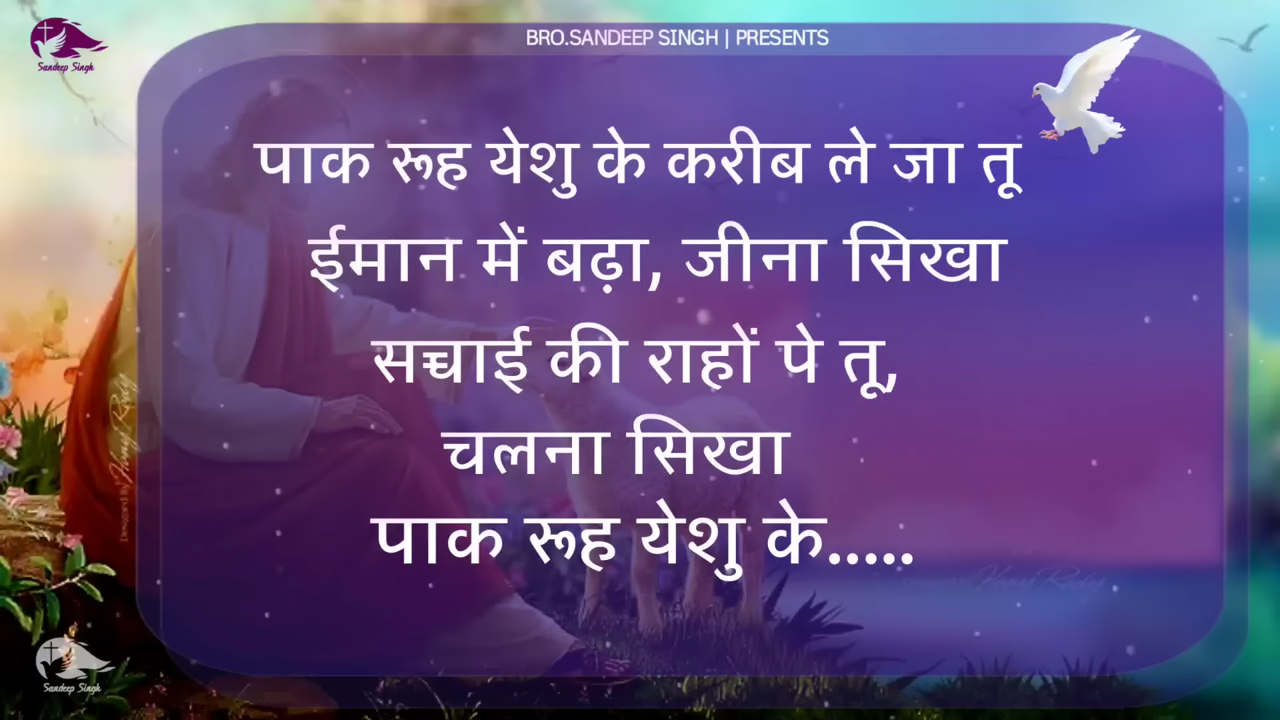 Sandeep Singh
BRO.SANDEEP SINGH | PRESENTS
पाक रूह येशु के करीब ले जा तू
ईमान में बढ़ा, जीना सिखा
सच्चाई की राहों पे तू,
चलना सिखा
पाक रूह येशु के.....
Sandeep Singh